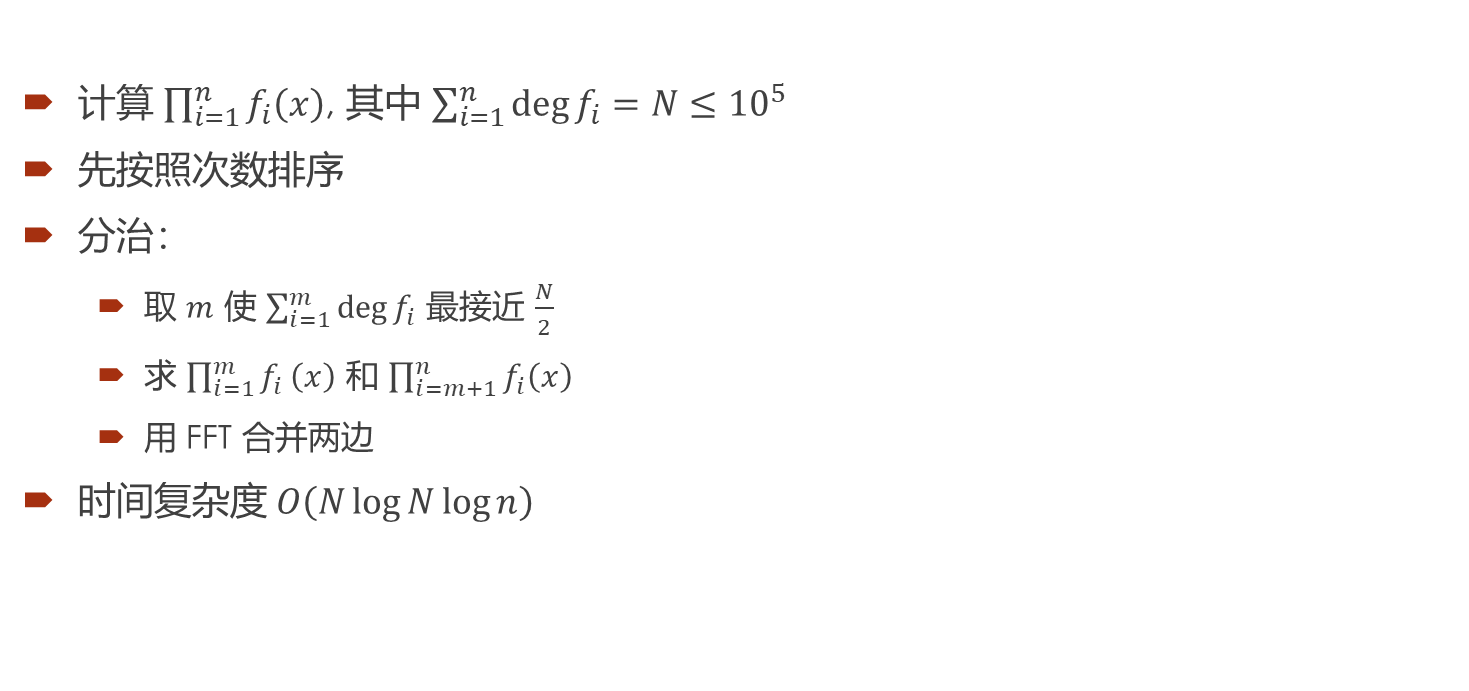 计算 ∏_{i=1}^{n} f_i(x), 其中 ∑_{i=1}^{n} deg f_i = N ≤ 10^5
先按照次数排序
分治：
取 m 使 ∑_{i=1}^{m} deg f_i 最接近 N/2
求 ∏_{i=1}^{m} f_i (x) 和 ∏_{i=m+1}^{n} f_i(x)
用 FFT 合并两边
时间复杂度 O(N log N log n)